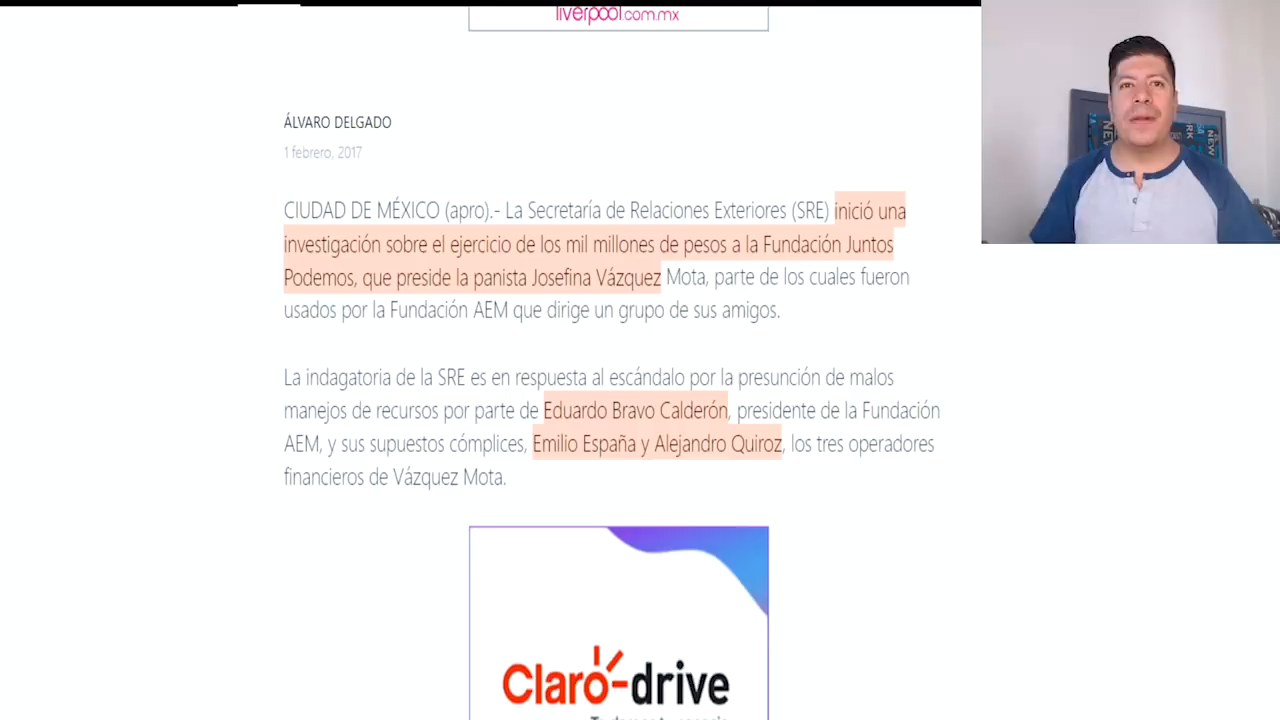 liverpool.com.mx
ÁLVARO DELGADO
1 febrero, 2017
CIUDAD DE MÉXICO (apro).- La Secretaría de Relaciones Exteriores (SRE) inició una
investigación sobre el ejercicio de los mil millones de pesos a la Fundación Juntos
Podemos, que preside la panista Josefina Vázquez Mota, parte de los cuales fueron
usados por la Fundación AEM que dirige un grupo de sus amigos.
La indagatoria de la SRE es en respuesta al escándalo por la presunción de malos
manejos de recursos por parte de Eduardo Bravo Calderón, presidente de la Fundación
AEM, y sus supuestos cómplices, Emilio España y Alejandro Quiroz, los tres operadores
financieros de Vázquez Mota.
Claro-drive
NEW